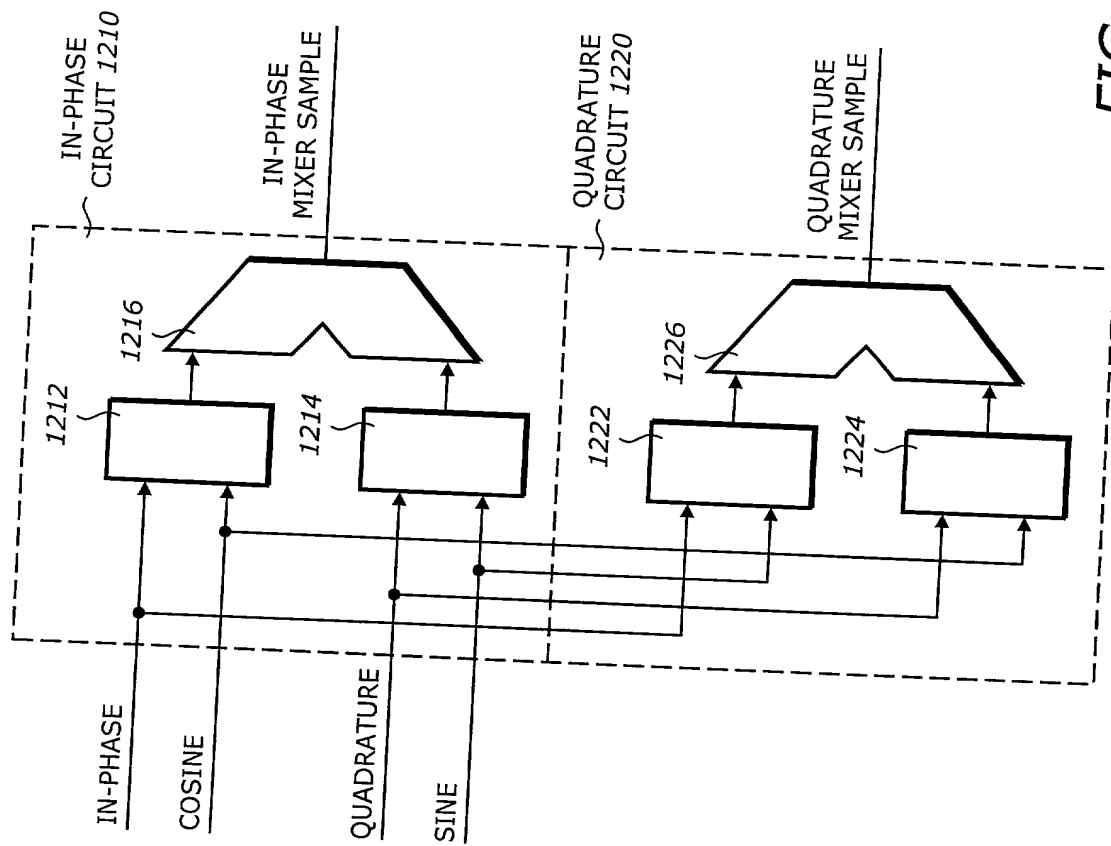 IN-PHASE
CIRCUIT 1210
IN-PHASE
MIXER SAMPLE
1216
1212
1214
IN-PHASE
COSINE
QUADRATURE
SINE
QUADRATURE
CIRCUIT 1220
QUADRATURE
MIXER SAMPLE
1226
1222
1224